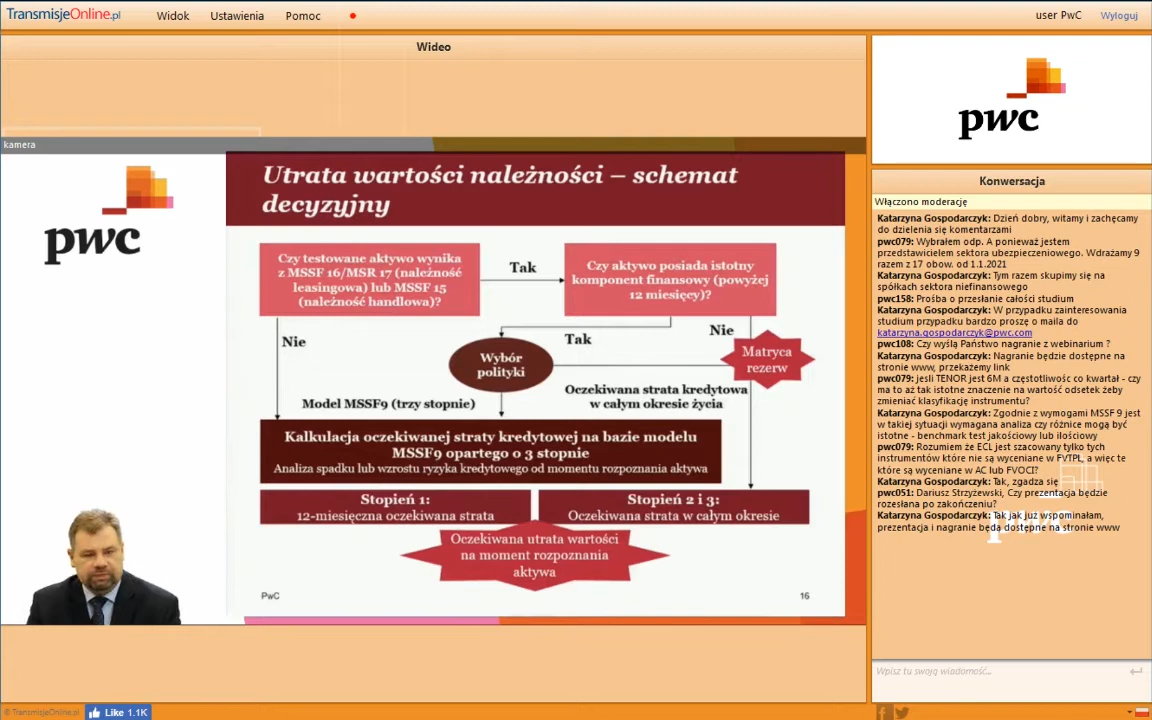 TransmisjeOnline.pl
Widok
Ustawienia
Pomoc
user PwC
Wyloguj
Wideo
kamera
pwc
Utrata wartości należności – schemat
decyzyjny
Czy testowane aktywo wynika
z MSSF 16/MSR 17 (należność
leasingowa) lub MSSF 15
(należność handlowa)?
Tak
Czy aktywo posiada istotny
komponent finansowy (powyżej
12 miesięcy)?
Nie
Tak
Nie
Wybór
polityki
Matryca
rezerw
Oczekiwana strata kredytowa
w całym okresie życia
Model MSSF9 (trzy stopnie)
Kalkulacja oczekiwanej straty kredytowej na bazie modelu
MSSF9 opartego o 3 stopnie
Analiza spadku lub wzrostu ryzyka kredytowego od momentu rozpoznania aktywa
Stopień 1:
12-miesięczna oczekiwana strata
Stopień 2 i 3:
Oczekiwana strata w całym okresie
Oczekiwana utrata wartości
na moment rozpoznania
aktywa
PwC
16
pwc
Konwersacja
Włączono moderację
Katarzyna Gospodarczyk: Dzień dobry, witamy i zachęcamy
do dzielenia się komentarzami
pwc079: Wybrałem odp. A ponieważ jestem
przedstawicielem sektora ubezpieczeniowego. Wdrażamy 9
razem z 17 obow. od 1.1.2021
Katarzyna Gospodarczyk: Tym razem skupimy się na
spółkach sektora niefinansowego
pwc158: Prośba o przesłanie całości studium
Katarzyna Gospodarczyk: W przypadku zainteresowania
studium przypadku bardzo proszę o maila do
katarzyna.gospodarczyk@pwc.com
pwc108: Czy wyślą Państwo nagranie z webinarium ?
Katarzyna Gospodarczyk: Nagranie będzie dostępne na
stronie www, przekażemy link
pwc079: jesli TENOR jest 6M a częstotliwośc co kwartał - czy
ma to aż tak istotne znaczenie na wartość odsetek żeby
zmieniać klasyfikację instrumentu?
Katarzyna Gospodarczyk: Zgodnie z wymogami MSSF 9 jest
w takiej sytuacji wymagana analiza czy różnice mogą być
istotne - benchmark test jakościowy lub ilościowy
pwc079: Rozumiem że ECL jest szacowany tylko tych
instrumentów które nie są wyceniane w FVTPL, a więc te
które są wyceniane w AC lub FVOCI?
Katarzyna Gospodarczyk: Tak, zgadza się
pwc051: Dariusz Strzyżewski, Czy prezentacja będzie
rozesłana po zakończeniu?
Katarzyna Gospodarczyk: Tak jak już wspominałam,
prezentacja i nagranie będą dostępne na stronie www
pwc
Wpisz tu swoją wiadomość...
© TransmisjeOnline.pl
Like 1.1K